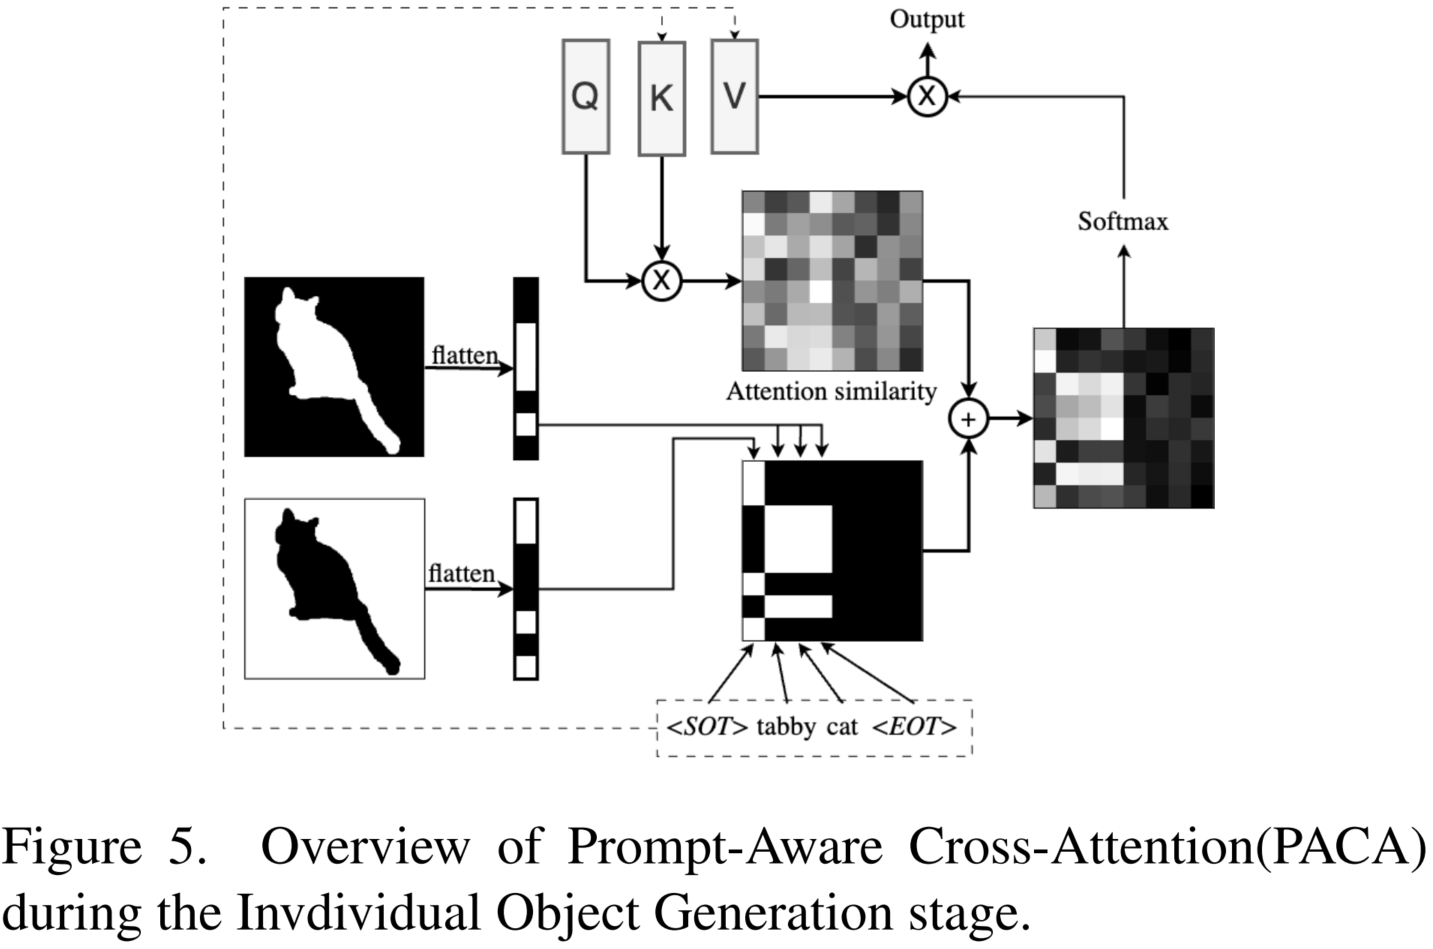 Output
Q K V
X
Softmax
X
flatten
Attention similarity
+
flatten
<SOT> tabby cat <EOT>
Figure 5. Overview of Prompt-Aware Cross-Attention(PACA)
during the Invdividual Object Generation stage.